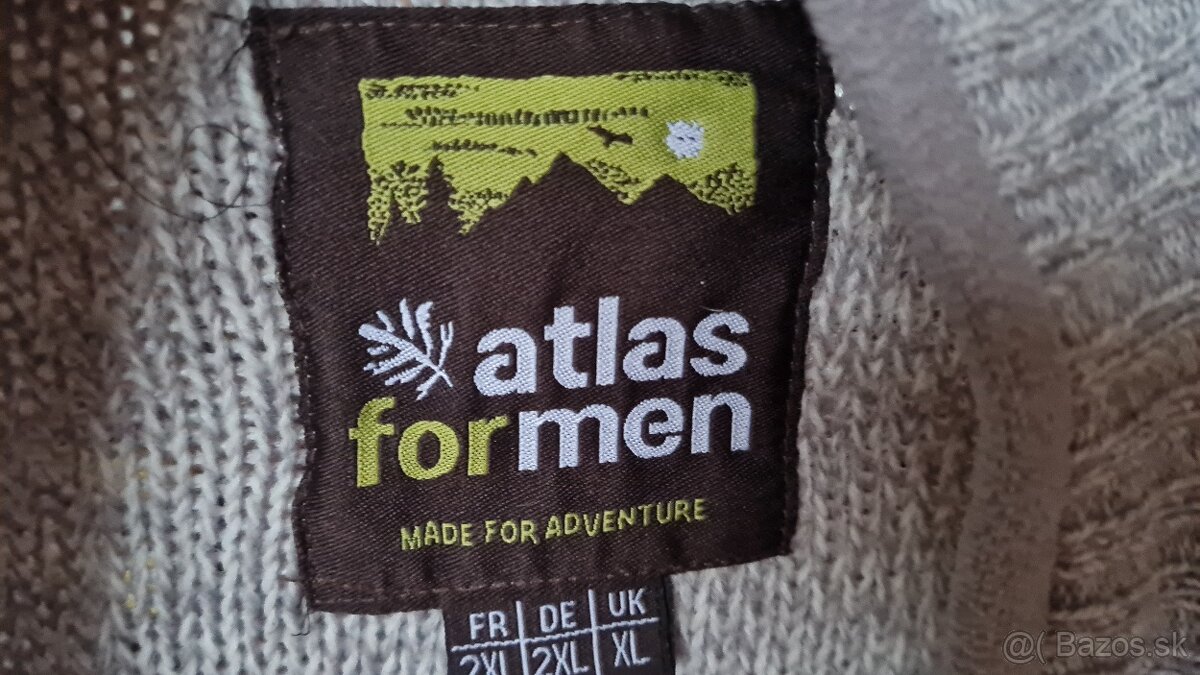 atlas
formen
MADE FOR ADVENTURE
FR DE UK
2XL 2XL XL
@( Bazos.sk